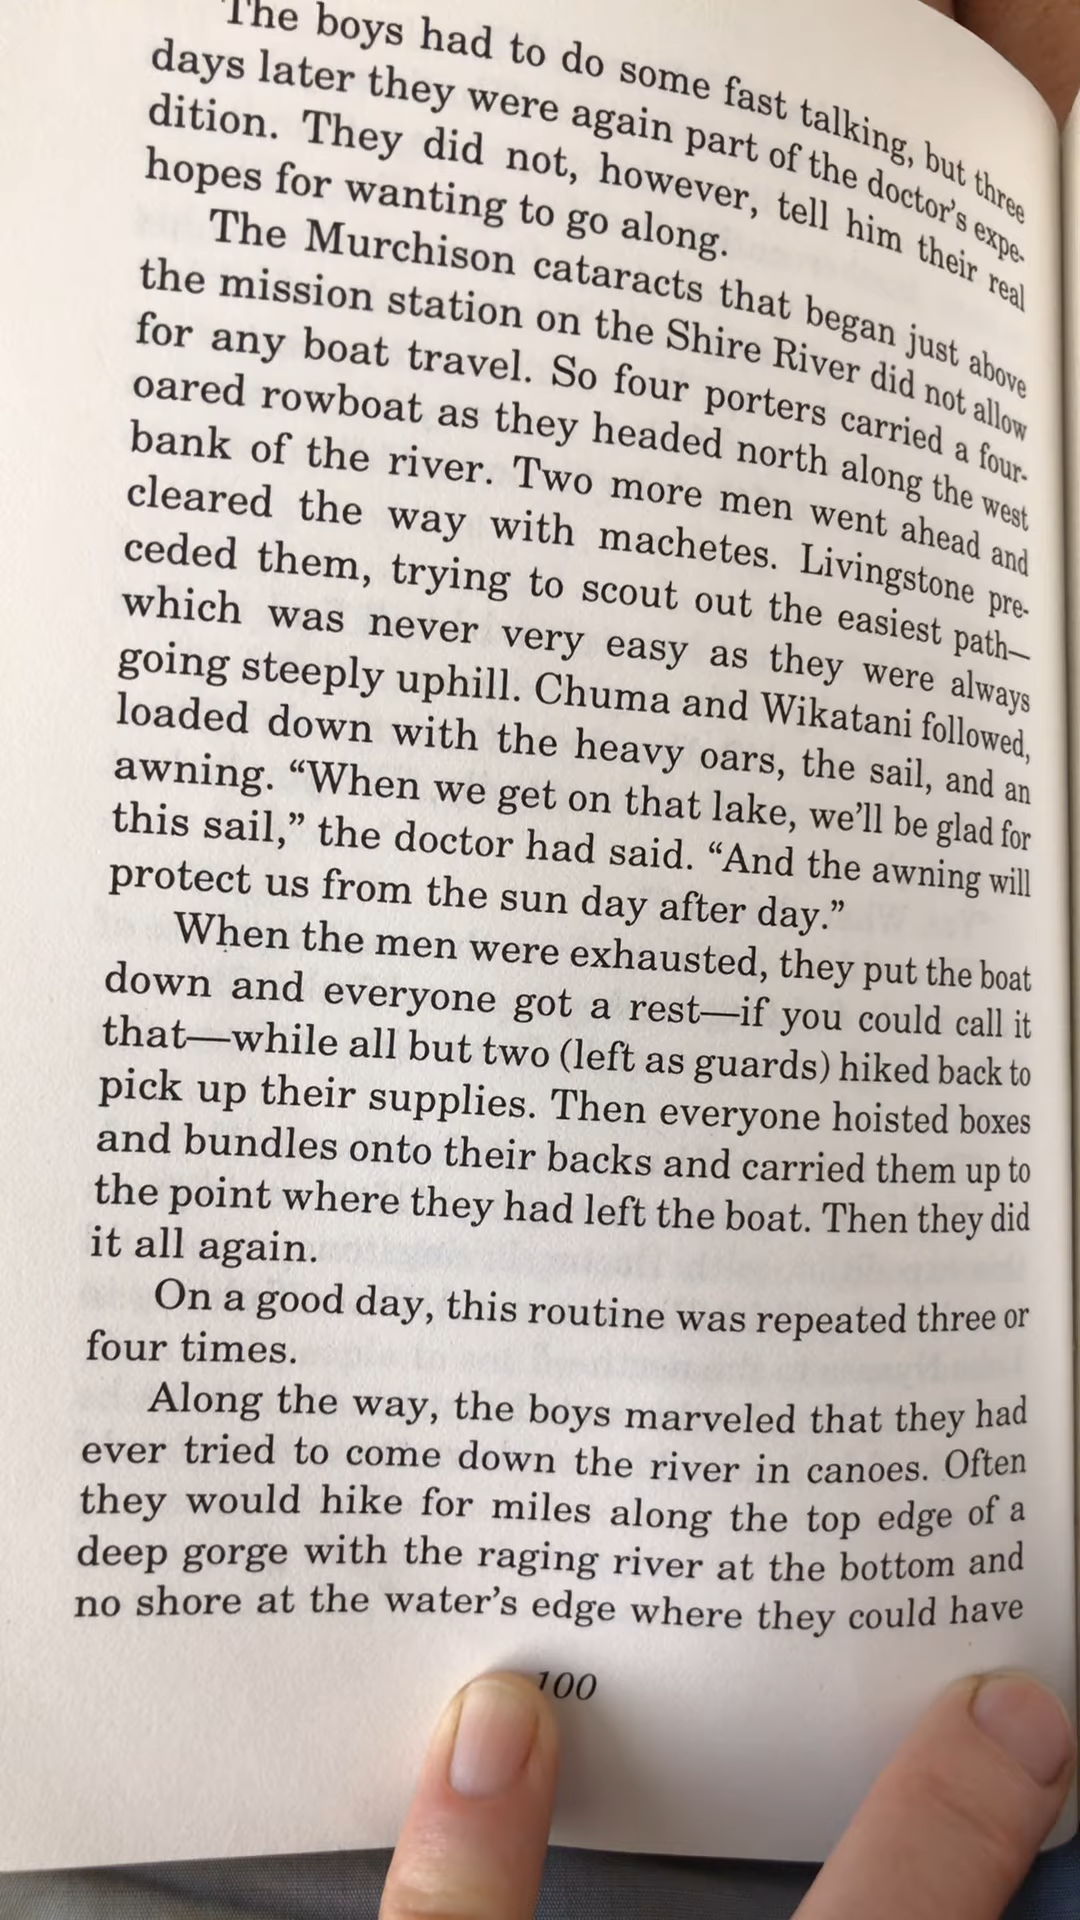 The boys had to do some fast talking, but three
days later they were again part of the doctor's expe-
dition. They did not, however, tell him their real
hopes for wanting to go along.
The Murchison cataracts that began just above
the mission station on the Shire River did not allow
for any boat travel. So four porters carried a four-
oared rowboat as they headed north along the west
bank of the river. Two more men went ahead and
cleared the way with machetes. Livingstone pre-
ceded them, trying to scout out the easiest path—
which was never very easy as they were always
going steeply uphill. Chuma and Wikatani followed,
loaded down with the heavy oars, the sail, and an
awning. “When we get on that lake, we’ll be glad for
this sail,” the doctor had said. “And the awning will
protect us from the sun day after day.”
When the men were exhausted, they put the boat
down and everyone got a rest—if you could call it
that—while all but two (left as guards) hiked back to
pick up their supplies. Then everyone hoisted boxes
and bundles onto their backs and carried them up to
the point where they had left the boat. Then they did
it all again.
On a good day, this routine was repeated three or
four times.
Along the way, the boys marveled that they had
ever tried to come down the river in canoes. Often
they would hike for miles along the top edge of a
deep gorge with the raging river at the bottom and
no shore at the water’s edge where they could have
100